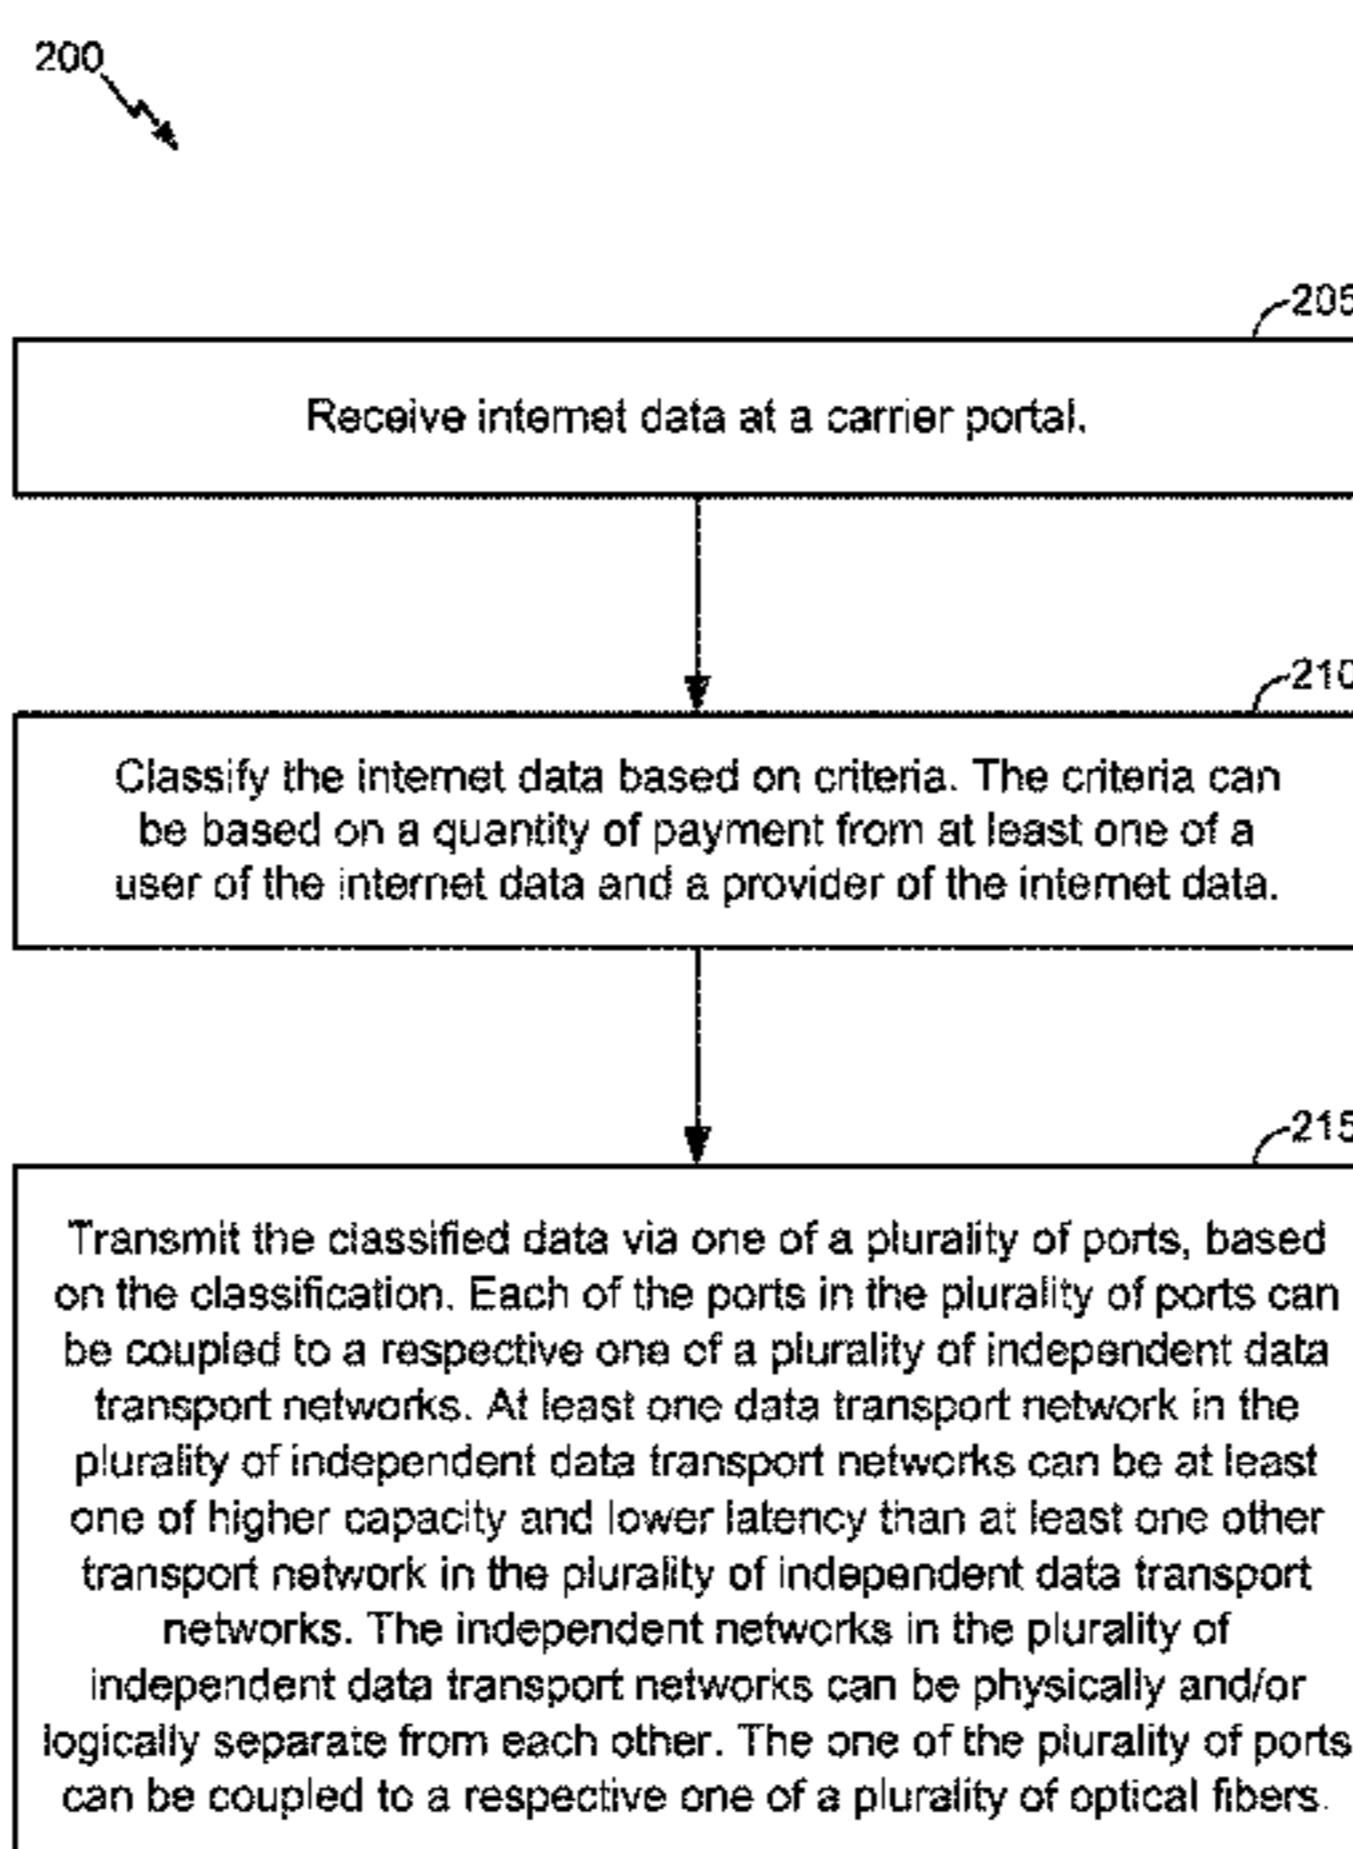 200
205
Receive internet data at a carrier portal.
210
Classify the internet data based on criteria. The criteria can
be based on a quantity of payment from at least one of a
user of the internet data and a provider of the internet data.
215
Transmit the classified data via one of a plurality of ports, based
on the classification. Each of the ports in the plurality of ports can
be coupled to a respective one of a plurality of independent data
transport networks. At least one data transport network in the
plurality of independent data transport networks can be at least
one of higher capacity and lower latency than at least one other
transport network in the plurality of independent data transport
networks. The independent networks in the plurality of
independent data transport networks can be physically and/or
logically separate from each other. The one of the plurality of ports
can be coupled to a respective one of a plurality of optical fibers.